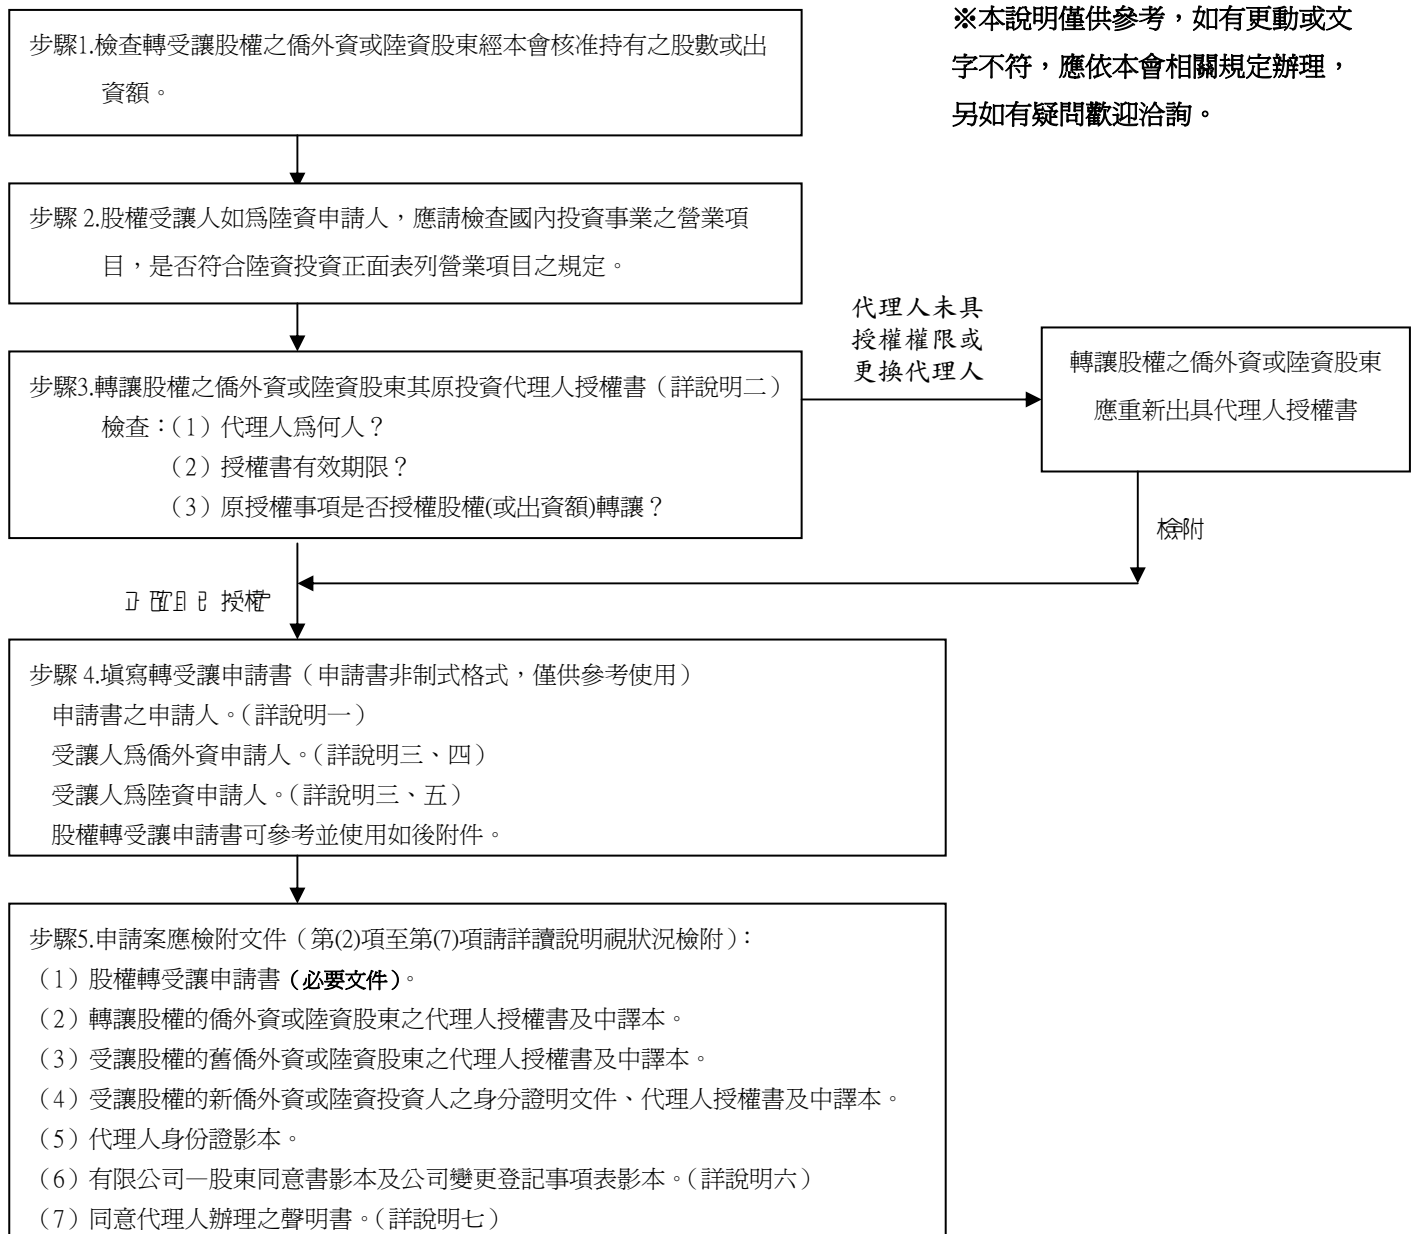 步驟1.檢查轉受讓股權之僑外資或陸資股東經本會核准持有之股數或出
資額。
※本說明僅供參考，如有更動或文
字不符，應依本會相關規定辦理，
另如有疑問歡迎洽詢。
步驟 2.股權受讓人如為陸資申請人，應請檢查國內投資事業之營業項
目，是否符合陸資投資正面表列營業項目之規定。
步驟3.轉讓股權之僑外資或陸資股東其原投資代理人授權書（詳說明二）
檢查：（1）代理人為何人？
（2）授權書有效期限？
（3）原授權事項是否授權股權(或出資額)轉讓？
代理人未具
授權權限或
更換代理人
轉讓股權之僑外資或陸資股東
應重新出具代理人授權書
檢附
授權
步驟 4.填寫轉受讓申請書（申請書非制式格式，僅供參考使用）
申請書之申請人。（詳說明一）
受讓人為僑外資申請人。（詳說明三、四）
受讓人為陸資申請人。（詳說明三、五）
股權轉受讓申請書可參考並使用如後附件。
步驟5.申請案應檢附文件（第(2)項至第(7)項請詳讀說明視狀況檢附）：
（1）股權轉受讓申請書（必要文件）。
（2）轉讓股權的僑外資或陸資股東之代理人授權書及中譯本。
（3）受讓股權的舊僑外資或陸資股東之代理人授權書及中譯本。
（4）受讓股權的新僑外資或陸資投資人之身分證明文件、代理人授權書及中譯本。
（5）代理人身份證影本。
（6）有限公司—股東同意書影本及公司變更登記事項表影本。（詳說明六）
（7）同意代理人辦理之聲明書。（詳說明七）